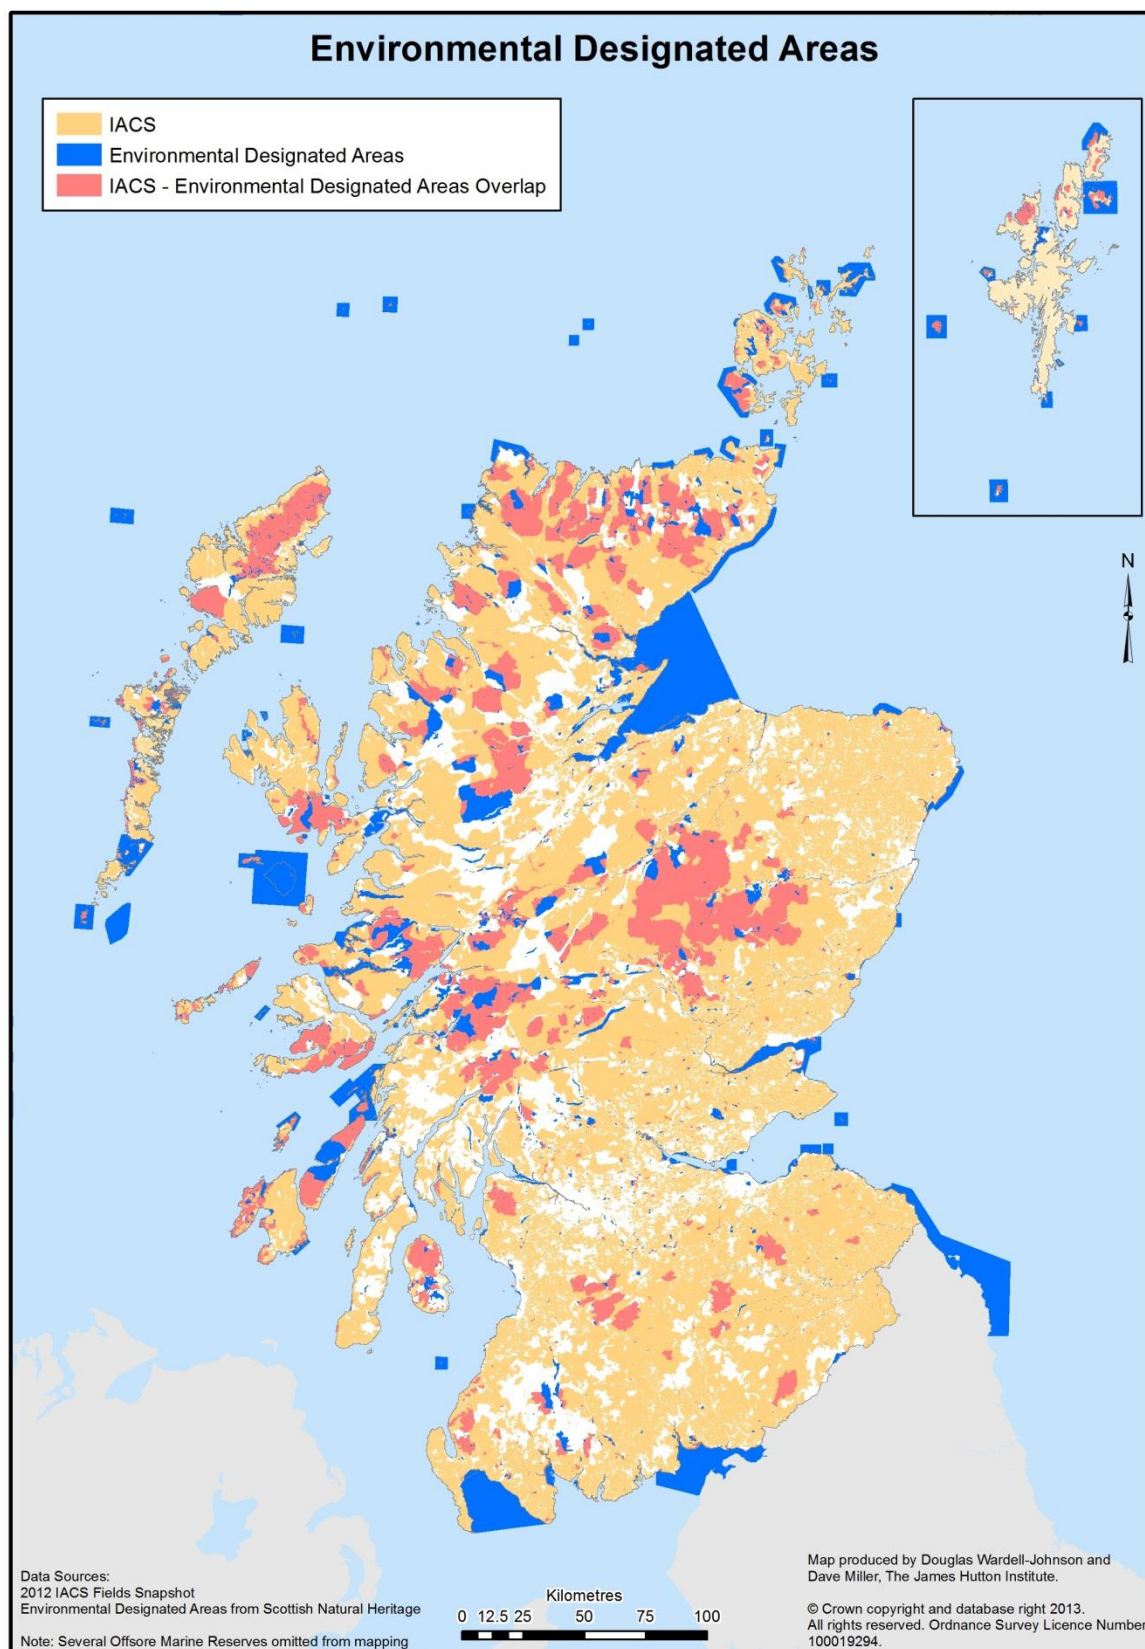 Environmental Designated Areas
IACS
Environmental Designated Areas
IACS - Environmental Designated Areas Overlap
N
Data Sources:
2012 IACS Fields Snapshot
Environmental Designated Areas from Scottish Natural Heritage
Note: Several Offsore Marine Reserves omitted from mapping
Kilometres
0 12.5 25 50 75 100
Map produced by Douglas Wardell-Johnson and
Dave Miller, The James Hutton Institute.
© Crown copyright and database right 2013.
All rights reserved. Ordnance Survey Licence Number
100019294.